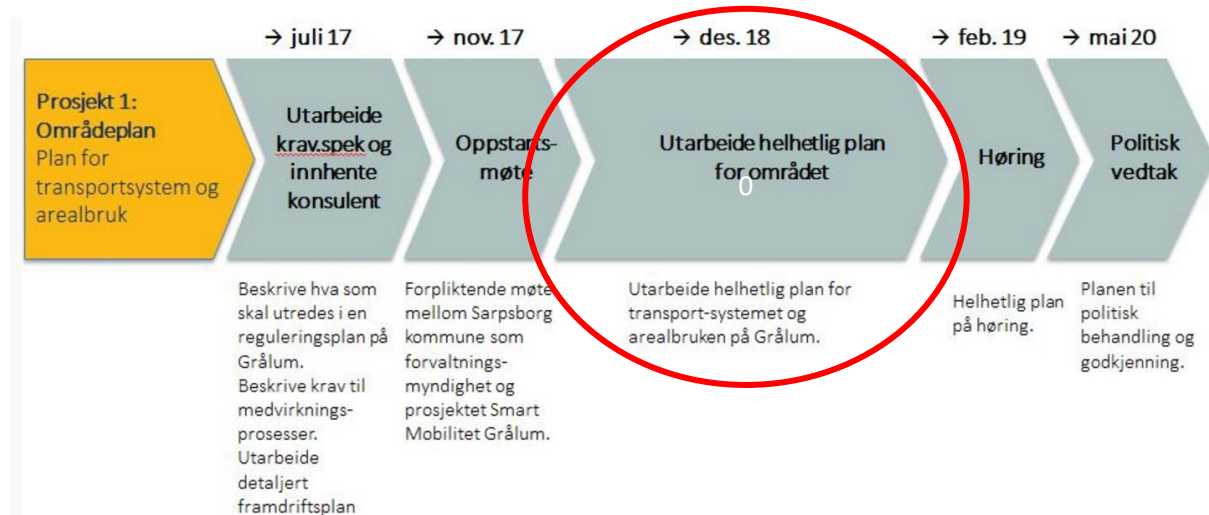 → juli 17
→ nov. 17
→ des. 18
→ feb. 19
→ mai 20
Prosjekt 1:
Områdeplan
Plan for
transportsystem og
arealbruk
Utarbeide
krav.spek og
innhente
konsulent
Oppstarts-
møte
Utarbeide helhetlig plan
for området
0
Høring
Politisk
vedtak
Beskrive hva som
skal utredes i en
reguleringsplan på
Grålum.
Beskrive krav til
medvirknings-
prosesser.
Utarbeide
detaljert
framdriftsplan
Forpliktende møte
mellom Sarpsborg
kommune som
forvaltnings-
myndighet og
prosjektet Smart
Mobilitet Grålum.
Utarbeide helhetlig plan for
transport-systemet og
arealbruken på Grålum.
Helhetlig plan
på høring.
Planen til
politisk
behandling og
godkjenning.